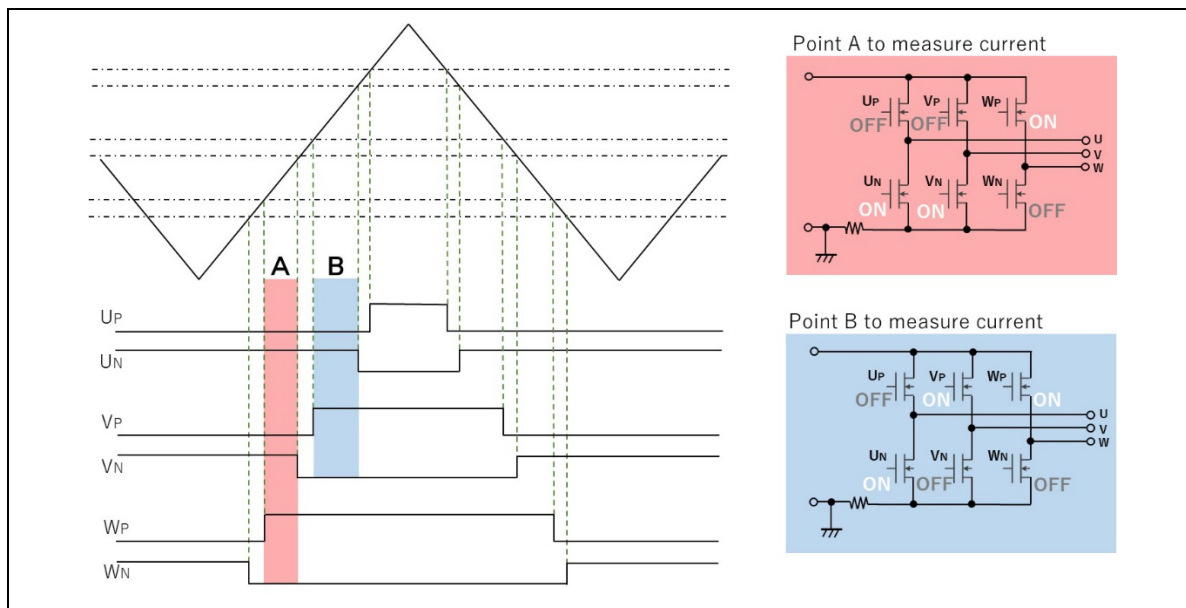 A B
UP
UN
VP
VN
WP
WN
Point A to measure current
UP VP WP
OFF OFF ON
U
V
W
UN VN WN
ON ON OFF
Point B to measure current
UP VP WP
OFF ON ON
U
V
W
UN VN WN
ON OFF OFF